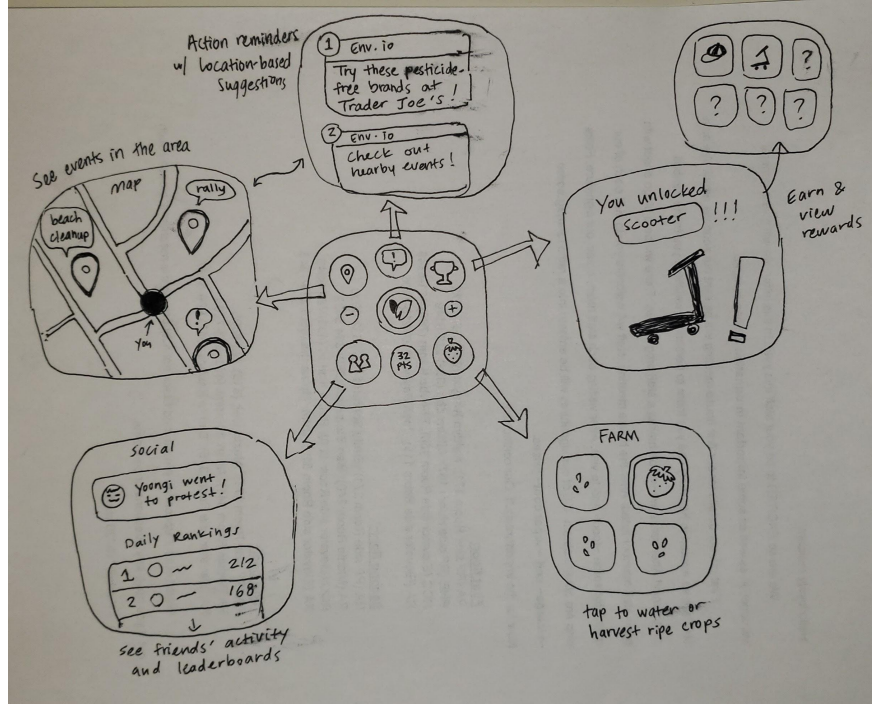 Action reminders
w/ location-based
suggestions
1
Env.io
Try these pesticide-
free brands at
Trader Joe's!
2
Env.io
Check out
nearby events!
?
?
?
?
See events in the area
map
rally
beach
cleanup
!
You
You unlocked
scooter !!!
Earn &
view
rewards
!
-
+
32
pts
Social
Yoongi went
to protest!
Daily Rankings
1 212
2 168
see friends' activity
and leaderboards
FARM
tap to water or
harvest ripe crops